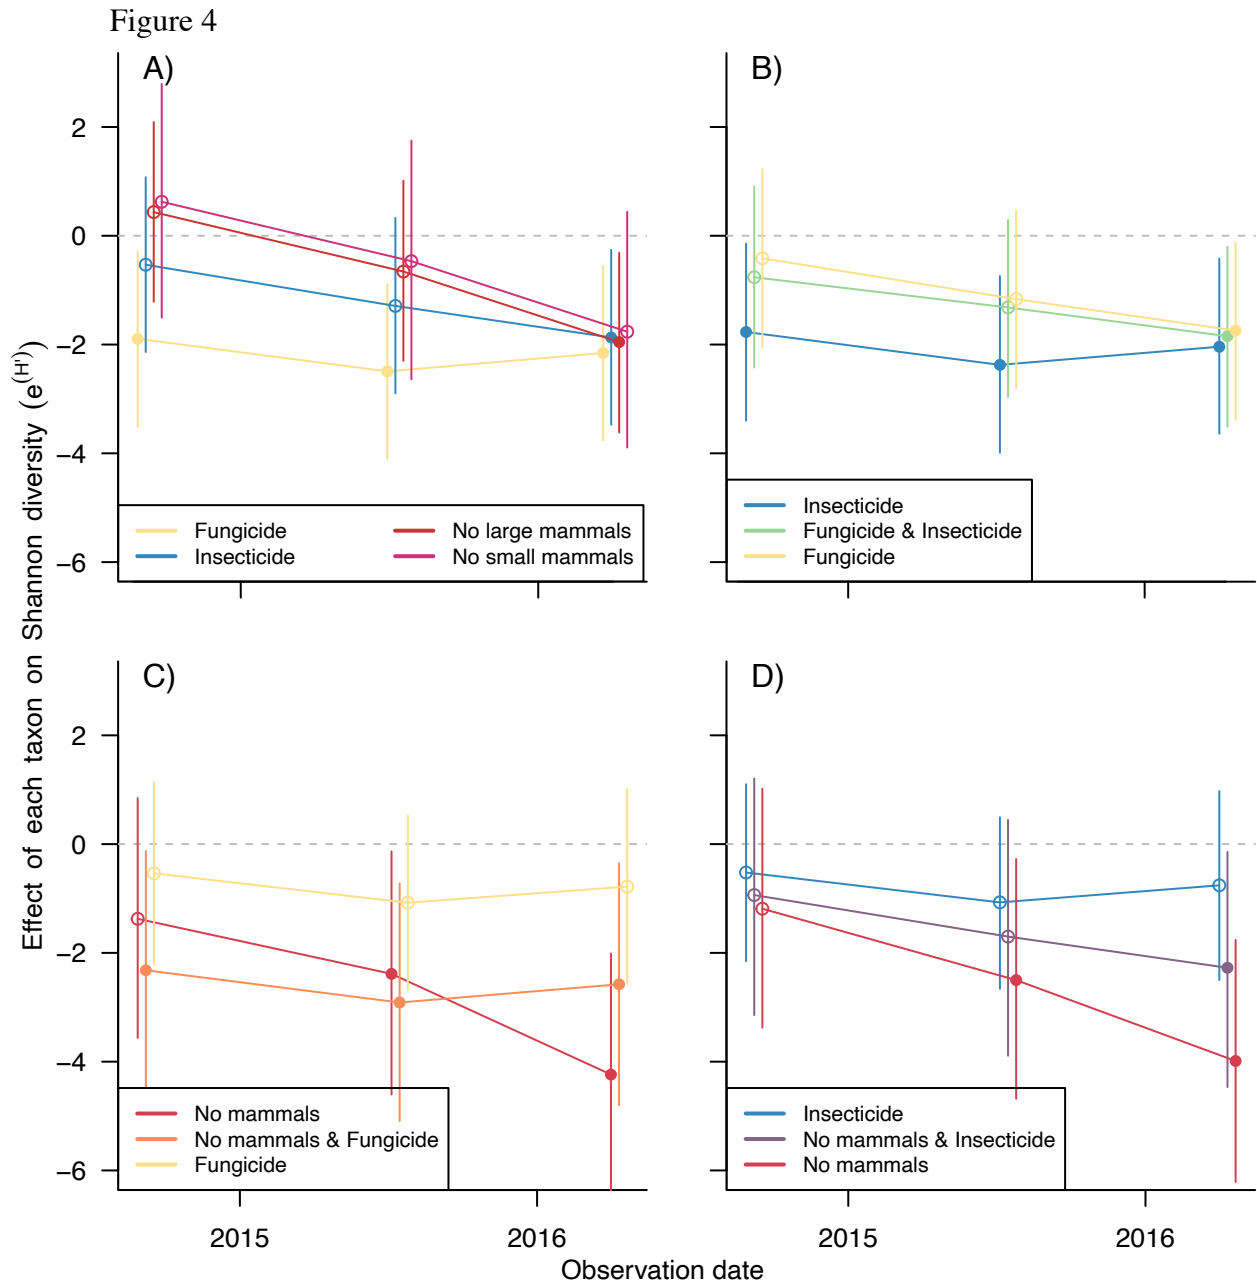 Figure 4
A)
2
0
−2
−4
−6
Fungicide
Insecticide
No large mammals
No small mammals
B)
Insecticide
Fungicide & Insecticide
Fungicide
Effect of each taxon on Shannon diversity (e^(H'))
C)
2
0
−2
−4
−6
No mammals
No mammals & Fungicide
Fungicide
2015
2016
D)
Insecticide
No mammals & Insecticide
No mammals
2015
2016
Observation date